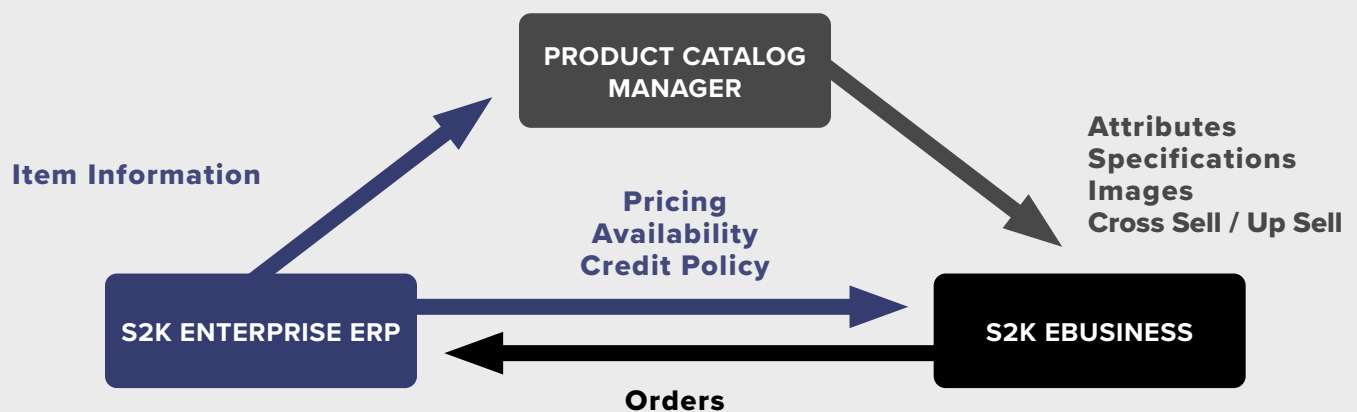 PRODUCT CATALOG
MANAGER
Item Information
Attributes
Specifications
Images
Cross Sell / Up Sell
Pricing
Availability
Credit Policy
S2K ENTERPRISE ERP
S2K EBUSINESS
Orders